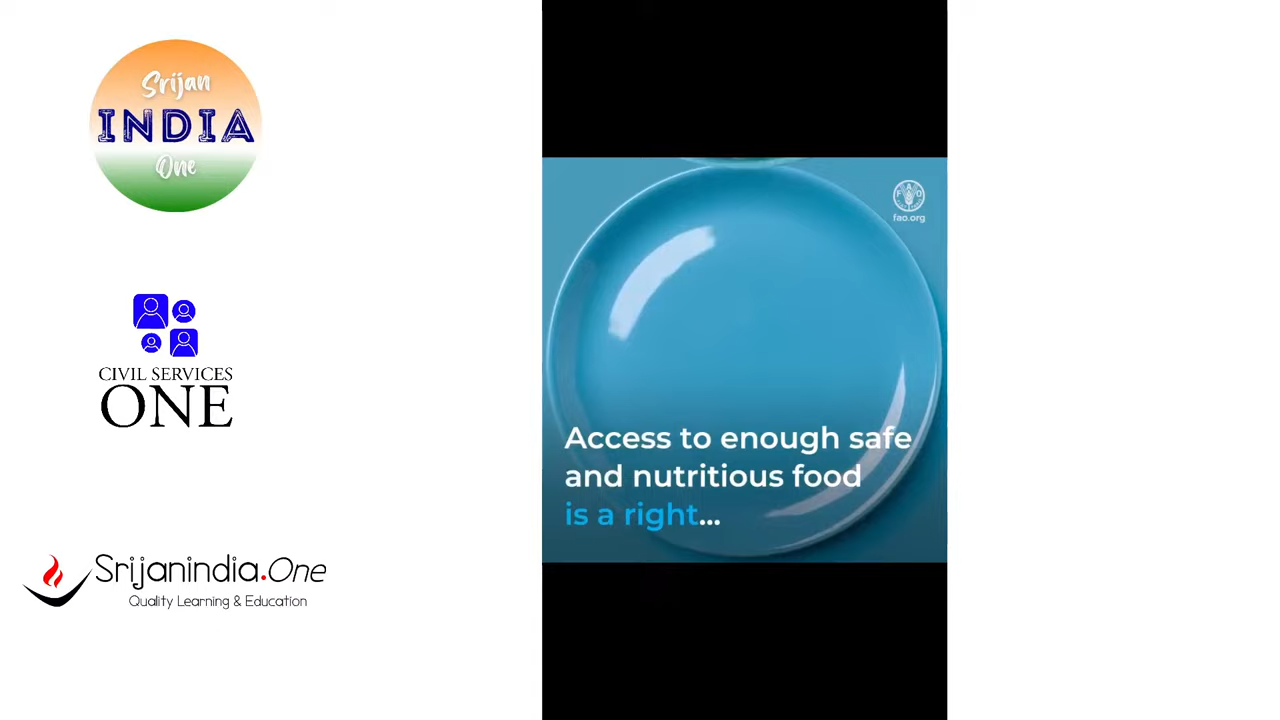 Srijan
INDIA
One
CIVIL SERVICES
ONE
Srijanindia.One
Quality Learning & Education
FAO
fao.org
Access to enough safe
and nutritious food
is a right...